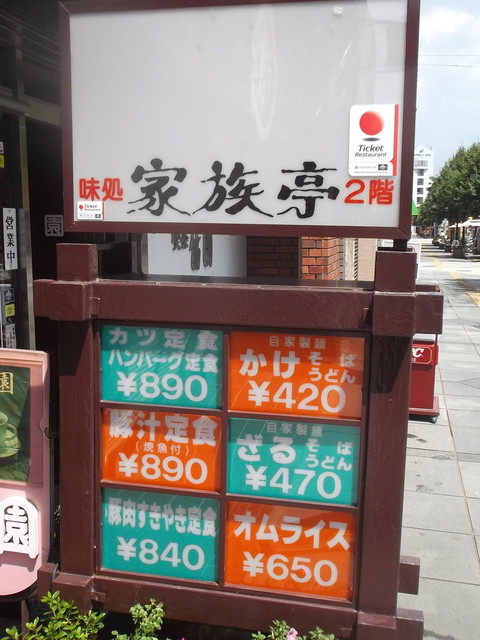 Ticket
Restaurant
味処 家族亭 2階
Ticket
営業中
園
カツ定食
ハンバーグ定食
¥890
自家製麺
かけ そば
うどん
¥420
豚汁定食
(焼魚付)
¥890
自家製麺
ざる そば
うどん
¥470
豚肉すきやき定食
¥840
オムライス
¥650
園
園